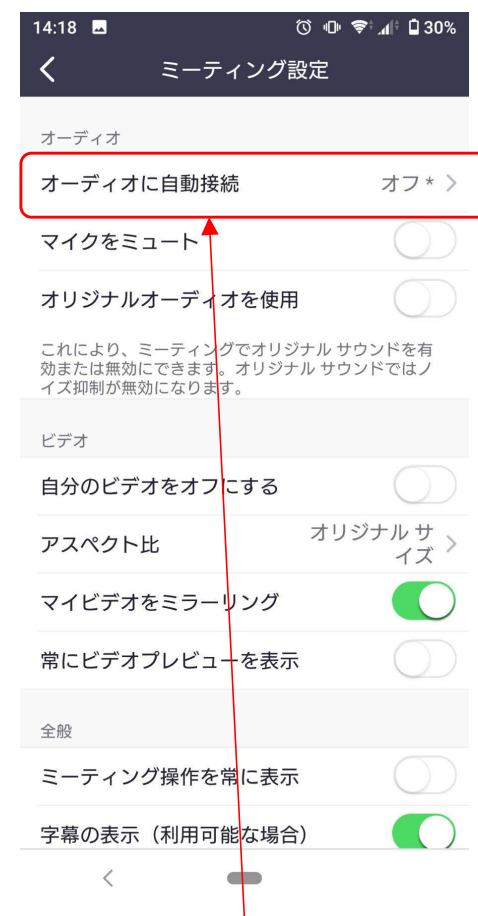 14:18 30%
ミーティング設定
オーディオ
オーディオに自動接続 オフ *
マイクをミュート
オリジナルオーディオを使用
これにより、ミーティングでオリジナル サウンドを有
効または無効にできます。オリジナル サウンドではノ
イズ抑制が無効になります。
ビデオ
自分のビデオをオフにする
アスペクト比 オリジナル サ
イズ
マイビデオをミラーリング
常にビデオプレビューを表示
全般
ミーティング操作を常に表示
字幕の表示（利用可能な場合）